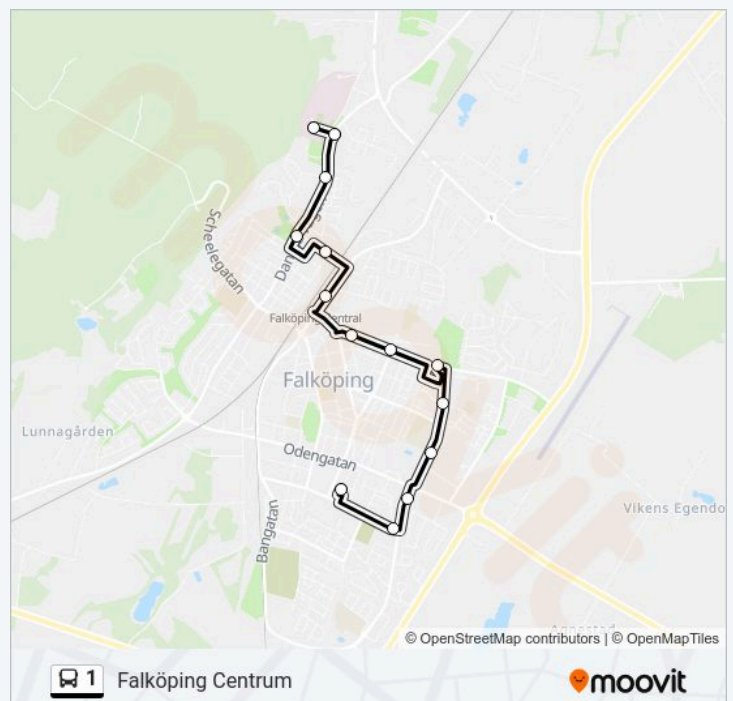 Scheelegatan
Dan
Falköping Central
Falköping
Lunnagården
Odengatan
Bangatan
Vikens Egendo
© OpenStreetMap contributors | © OpenMapTiles
1 Falköping Centrum
moovit